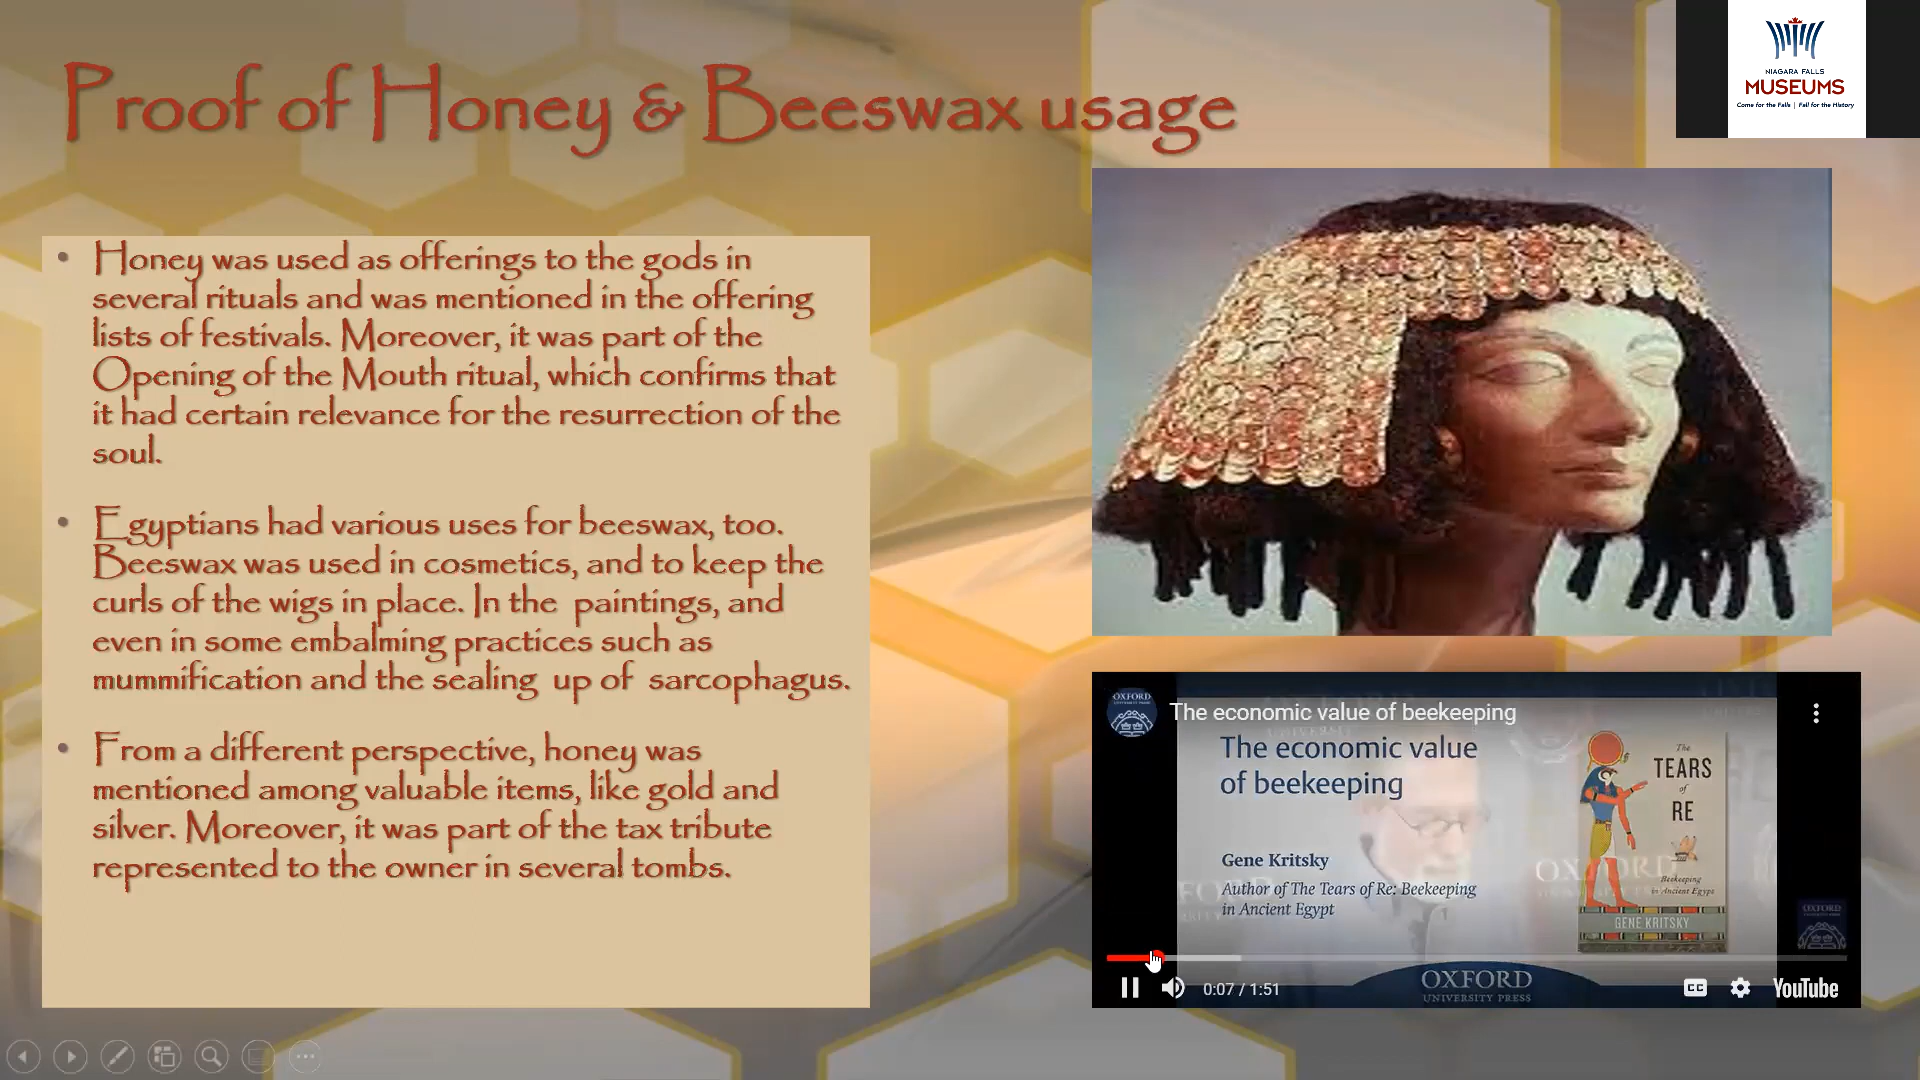 Proof of Honey & Beeswax usage
NIAGARA FALLS
MUSEUMS
Come for the Falls | Fall for the History
• Honey was used as offerings to the gods in
several rituals and was mentioned in the offering
lists of festivals. Moreover, it was part of the
Opening of the Mouth ritual, which confirms that
it had certain relevance for the resurrection of the
soul.
• Egyptians had various uses for beeswax, too.
Beeswax was used in cosmetics, and to keep the
curls of the wigs in place. In the paintings, and
even in some embalming practices such as
mummification and the sealing up of sarcophagus.
• From a different perspective, honey was
mentioned among valuable items, like gold and
silver. Moreover, it was part of the tax tribute
represented to the owner in several tombs.
OXFORD
The economic value of beekeeping
The economic value
of beekeeping
Gene Kritsky
Author of The Tears of Re: Beekeeping
in Ancient Egypt
The
TEARS
of
RE
Beekeeping
in Ancient Egypt
GENE KRITSKY
OXFORD
OXFORD
0:07 / 1:51
OXFORD
UNIVERSITY PRESS
CC
YouTube